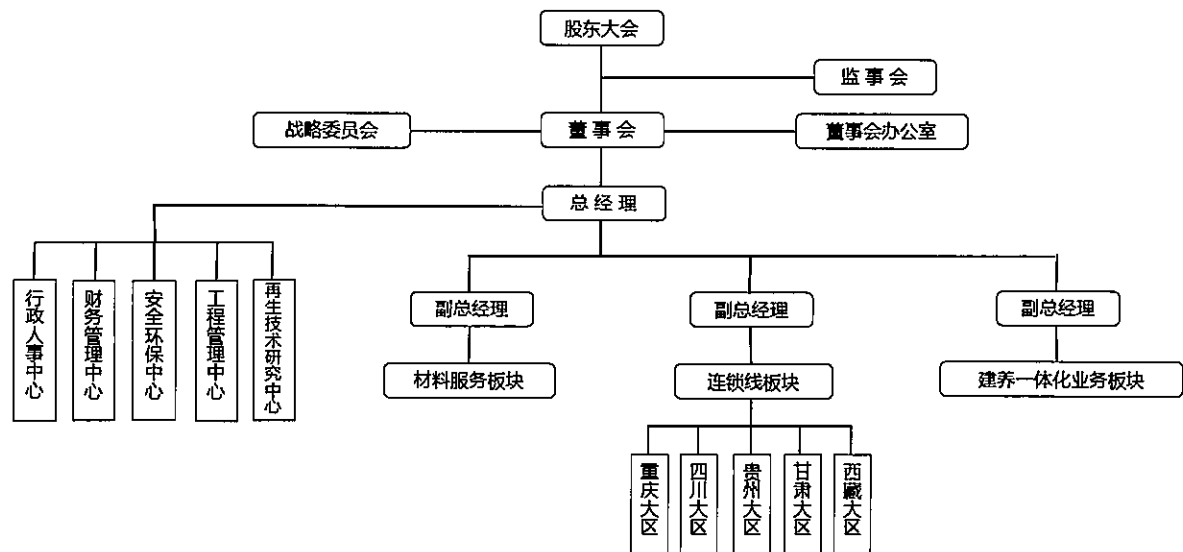 股东大会
监事会
战略委员会
董事会
董事会办公室
总经理
行政人事中心
财务管理中心
安全环保中心
工程管理中心
再生技术研究中心
副总经理
副总经理
副总经理
材料服务板块
连锁线板块
建养一体化业务板块
重庆大区
四川大区
贵州大区
甘肃大区
西藏大区